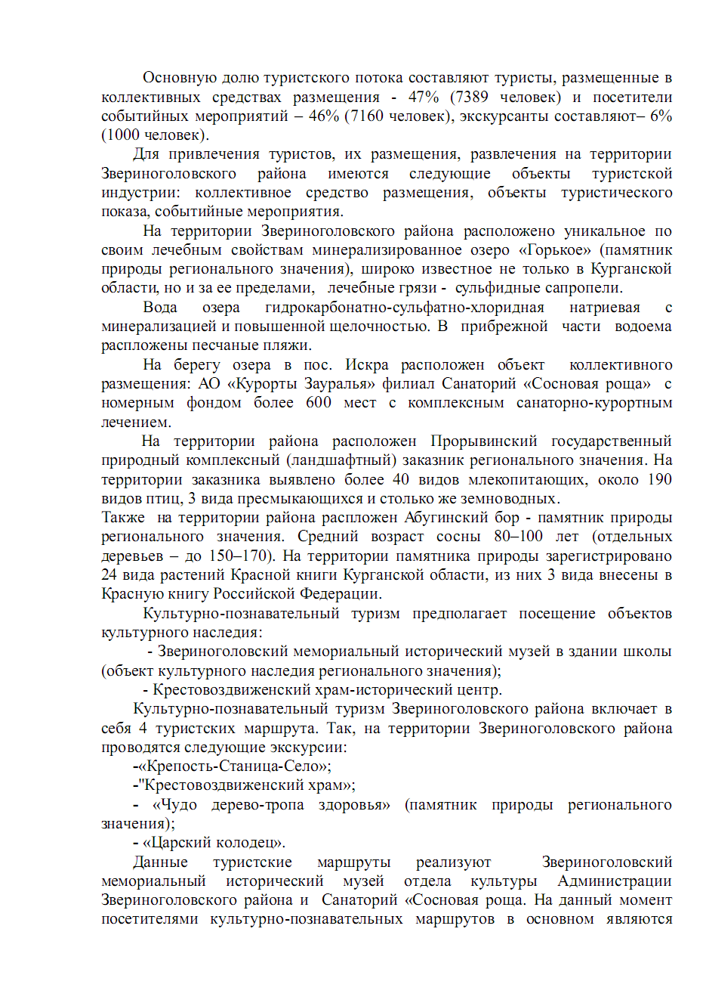 Основную долю туристского потока составляют туристы, размещенные в
коллективных средствах размещения - 47% (7389 человек) и посетители
событийных мероприятий – 46% (7160 человек), экскурсанты составляют– 6%
(1000 человек).
Для привлечения туристов, их размещения, развлечения на территории
Звериноголовского района имеются следующие объекты туристской
индустрии: коллективное средство размещения, объекты туристического
показа, событийные мероприятия.
На территории Звериноголовского района расположено уникальное по
своим лечебным свойствам минерализированное озеро «Горькое» (памятник
природы регионального значения), широко известное не только в Курганской
области, но и за ее пределами, лечебные грязи - сульфидные сапропели.
Вода озера гидрокарбонатно-сульфатно-хлоридная натриевая с
минерализацией и повышенной щелочностью. В прибрежной части водоема
распложены песчаные пляжи.
На берегу озера в пос. Искра расположен объект коллективного
размещения: АО «Курорты Зауралья» филиал Санаторий «Сосновая роща» с
номерным фондом более 600 мест с комплексным санаторно-курортным
лечением.
На территории района расположен Прорывинский государственный
природный комплексный (ландшафтный) заказник регионального значения. На
территории заказника выявлено более 40 видов млекопитающих, около 190
видов птиц, 3 вида пресмыкающихся и столько же земноводных.
Также на территории района распложен Абугинский бор - памятник природы
регионального значения. Средний возраст сосны 80–100 лет (отдельных
деревьев – до 150–170). На территории памятника природы зарегистрировано
24 вида растений Красной книги Курганской области, из них 3 вида внесены в
Красную книгу Российской Федерации.
Культурно-познавательный туризм предполагает посещение объектов
культурного наследия:
- Звериноголовский мемориальный исторический музей в здании школы
(объект культурного наследия регионального значения);
- Крестовоздвиженский храм-исторический центр.
Культурно-познавательный туризм Звериноголовского района включает в
себя 4 туристских маршрута. Так, на территории Звериноголовского района
проводятся следующие экскурсии:
-«Крепость-Станица-Село»;
-"Крестовоздвиженский храм»;
- «Чудо дерево-тропа здоровья» (памятник природы регионального
значения);
- «Царский колодец».
Данные туристские маршруты реализуют Звериноголовский
мемориальный исторический музей отдела культуры Администрации
Звериноголовского района и Санаторий «Сосновая роща. На данный момент
посетителями культурно-познавательных маршрутов в основном являются